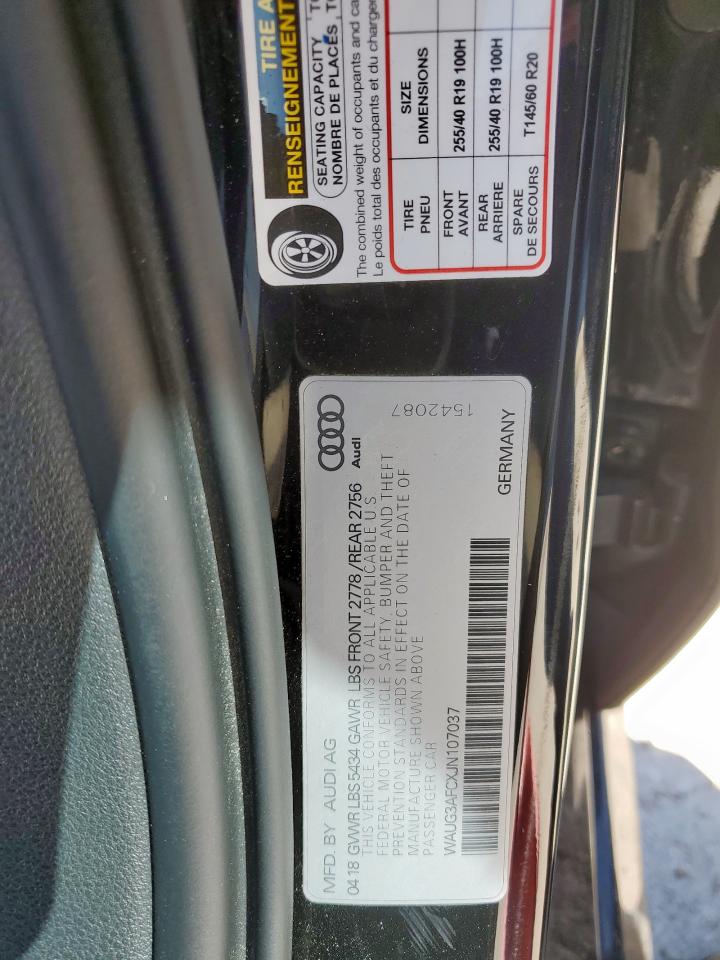 MFD. BY AUDI AG
04 18 GVWR LBS 5434 GAWR LBS FRONT 2778/REAR 2756
THIS VEHICLE CONFORMS TO ALL APPLICABLE U.S
FEDERAL MOTOR VEHICLE SAFETY, BUMPER AND THEFT
PREVENTION STANDARDS IN EFFECT ON THE DATE OF
MANUFACTURE SHOWN ABOVE
PASSENGER CAR
WAUG3AFCXJN107037
GERMANY
Audi
1542087
TIRE A
RENSEIGNEMENT
SEATING CAPACITY
NOMBRE DE PLACES
The combined weight of occupants and ca
Le poids total des occupants et du charge
TIRE SIZE
PNEU DIMENSIONS
FRONT 255/40 R19 100H
AVANT
REAR 255/40 R19 100H
ARRIERE
SPARE T145/60 R20
DE SECOURS